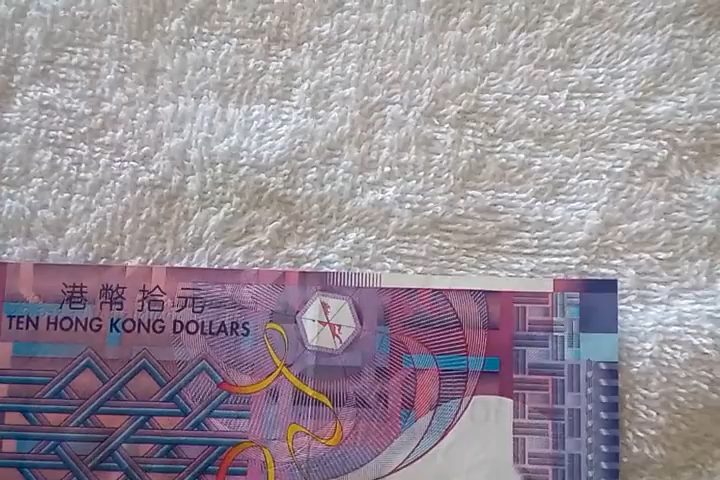 港幣拾元
TEN HONG KONG DOLLARS